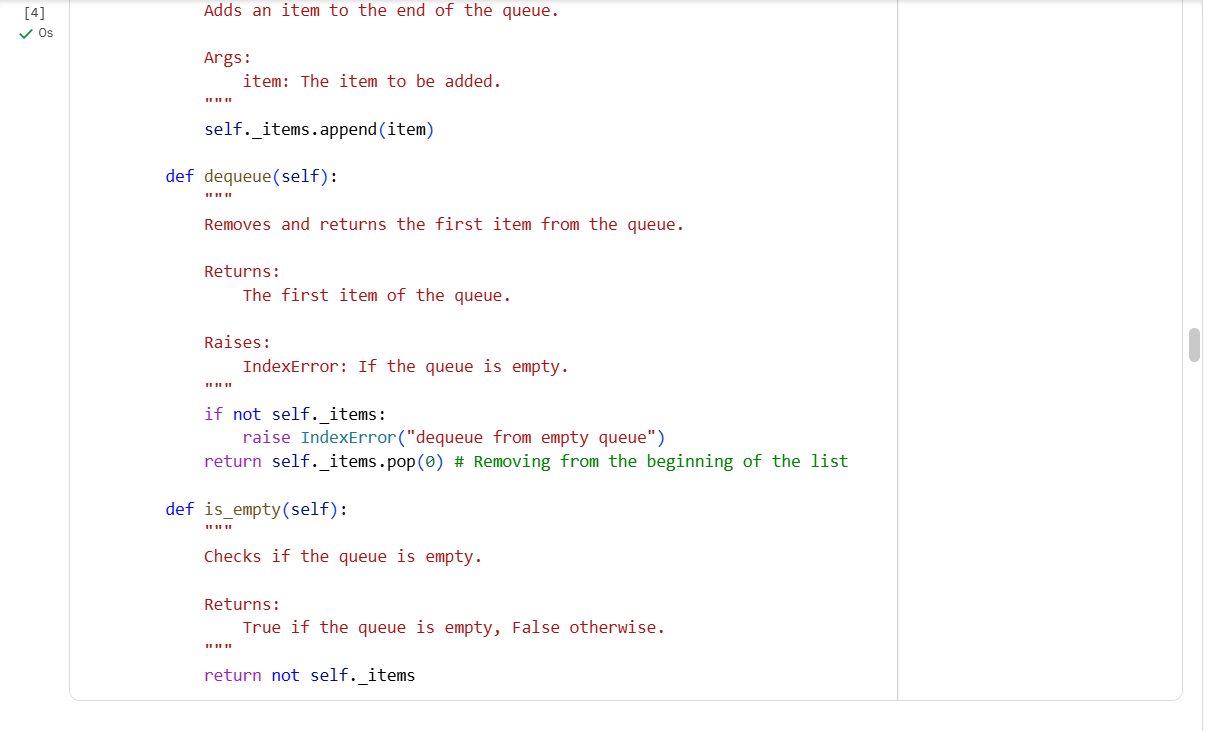 [4]
0s
Adds an item to the end of the queue.
Args:
item: The item to be added.
"""
self._items.append(item)
def dequeue(self):
"""
Removes and returns the first item from the queue.
Returns:
The first item of the queue.
Raises:
IndexError: If the queue is empty.
"""
if not self._items:
raise IndexError("dequeue from empty queue")
return self._items.pop(0) # Removing from the beginning of the list
def is_empty(self):
"""
Checks if the queue is empty.
Returns:
True if the queue is empty, False otherwise.
"""
return not self._items